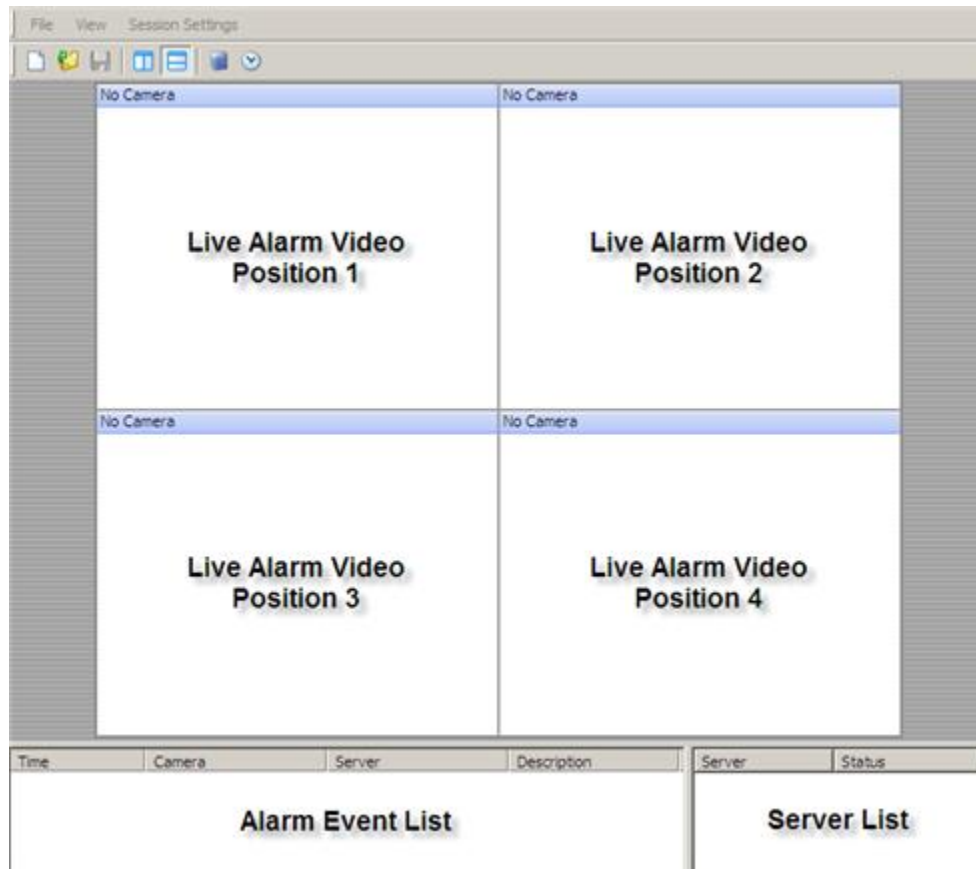 File View Session Settings
No Camera No Camera
Live Alarm Video Live Alarm Video
Position 1 Position 2
No Camera No Camera
Live Alarm Video Live Alarm Video
Position 3 Position 4
Time Camera Server Description Server Status
Alarm Event List Server List